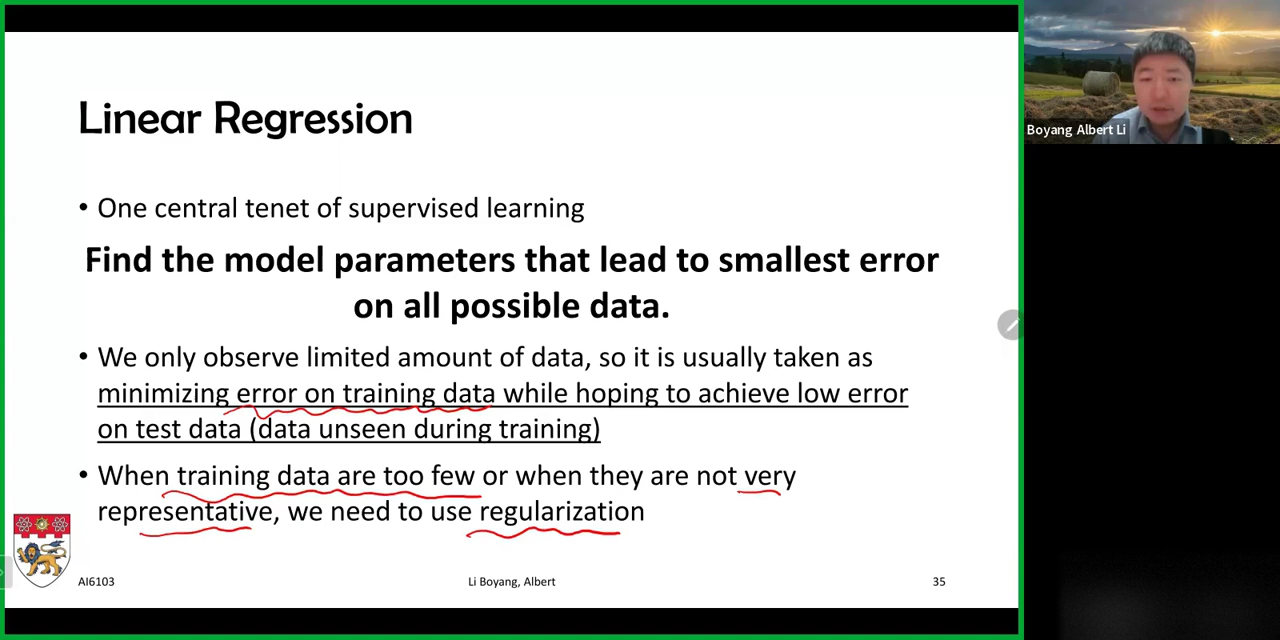 Linear Regression
• One central tenet of supervised learning
Find the model parameters that lead to smallest error
on all possible data.
• We only observe limited amount of data, so it is usually taken as
minimizing error on training data while hoping to achieve low error
on test data (data unseen during training)
• When training data are too few or when they are not very
representative, we need to use regularization
AI6103
Li Boyang, Albert
35
Boyang Albert Li